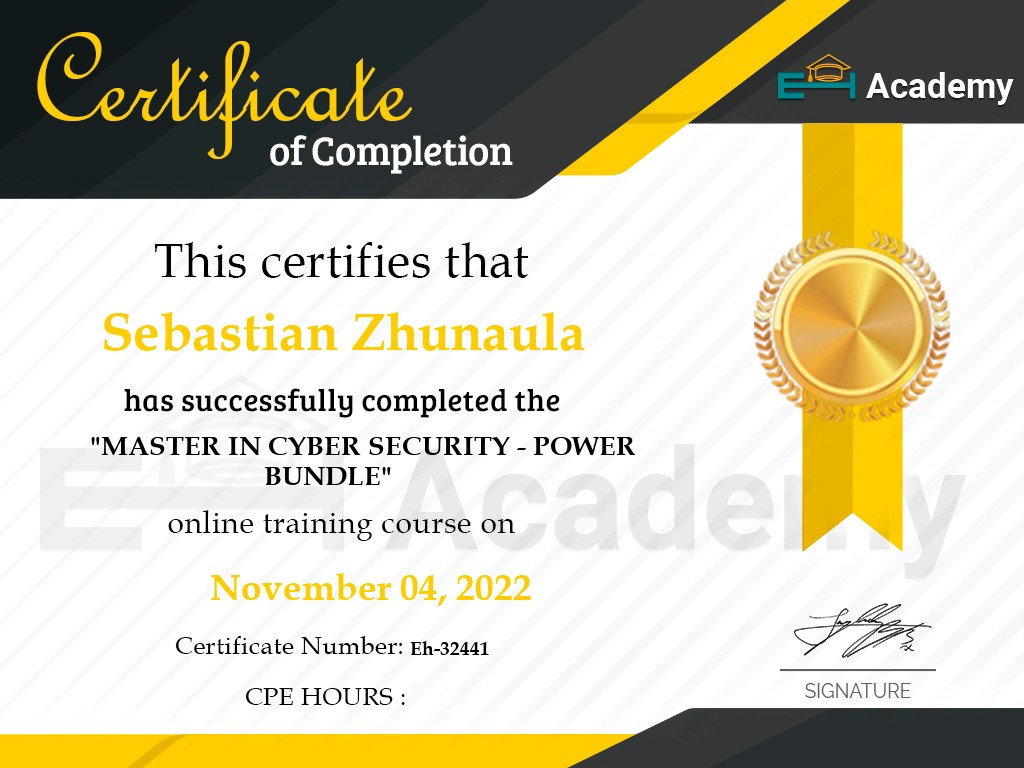 Certificate
of Completion
EH Academy
This certifies that
Sebastian Zhunaula
has successfully completed the
"MASTER IN CYBER SECURITY - POWER
BUNDLE"
EH Academy
online training course on
November 04, 2022
Certificate Number: Eh-32441
CPE HOURS :
SIGNATURE